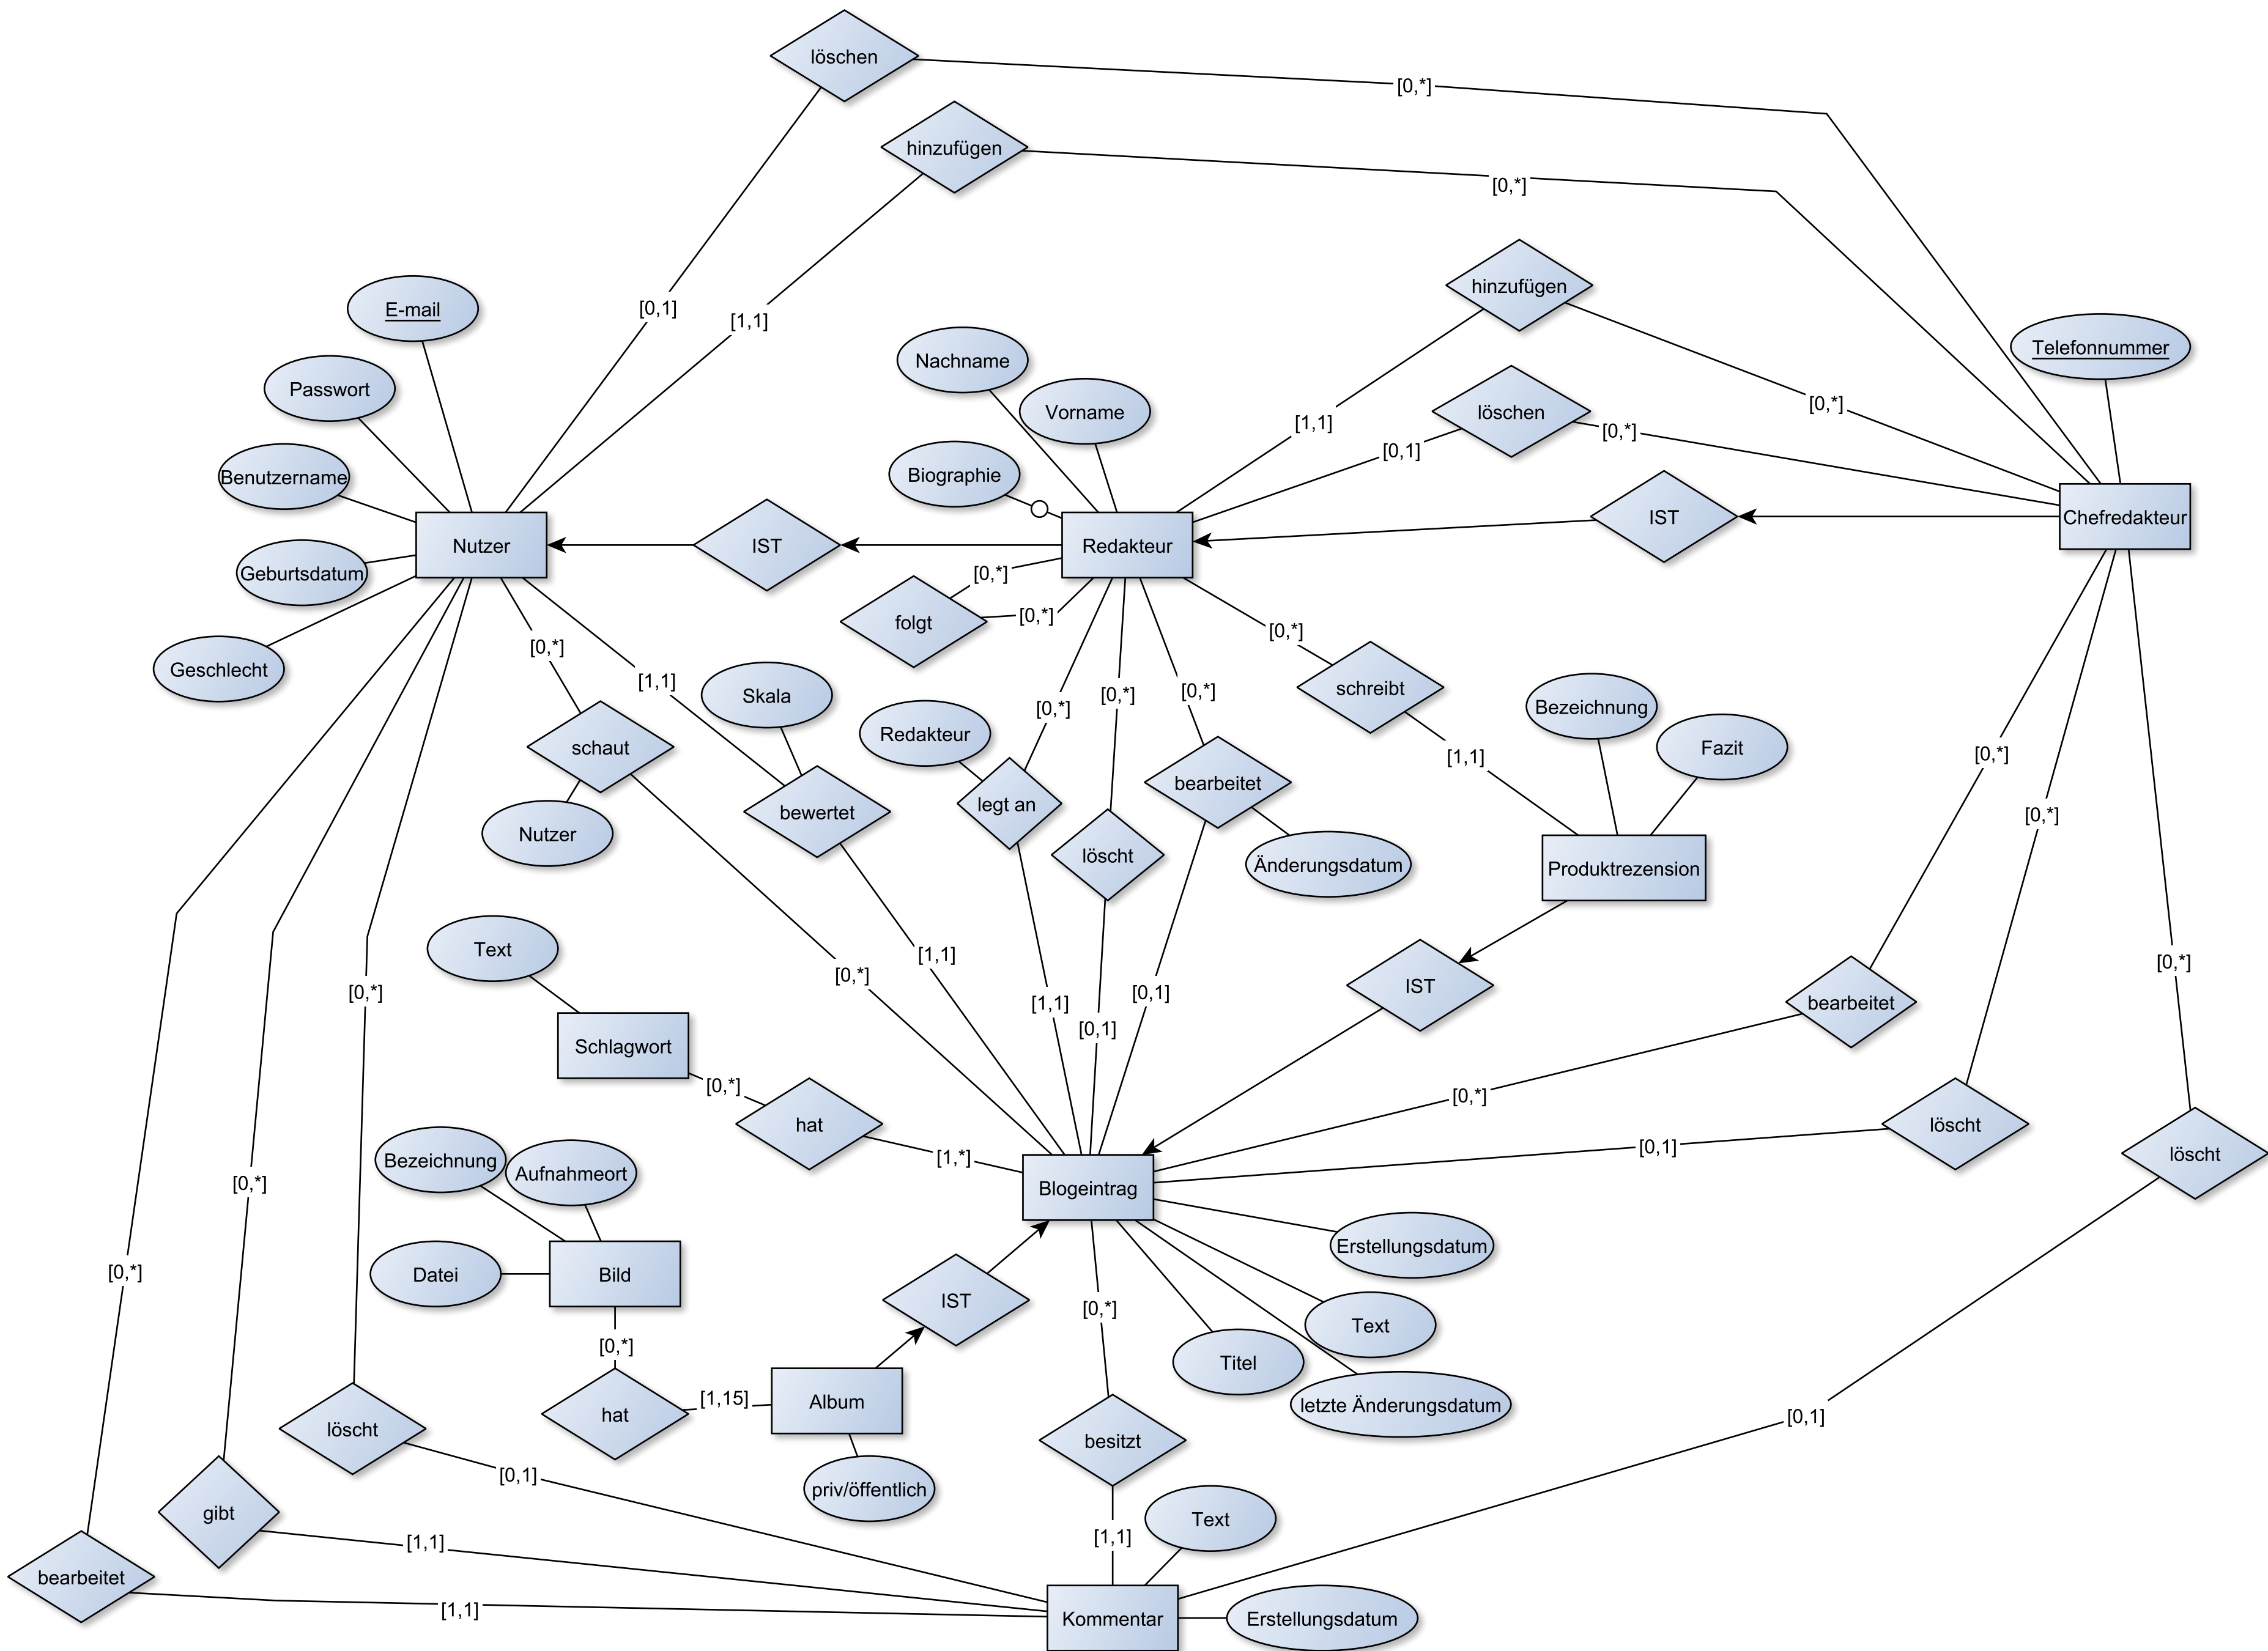 löschen
[0,*]
hinzufügen
[0,*]
hinzufügen
E-mail
[0,1]
[1,1]
Telefonnummer
Nachname
Passwort
Vorname
löschen
[0,*]
[1,1]
[0,*]
[0,1]
Benutzername
Biographie
Nutzer
IST
Redakteur
IST
Chefredakteur
Geburtsdatum
[0,*]
[0,*]
folgt
[0,*]
[0,*]
Geschlecht
[1,1]
Skala
[0,*]
[0,*]
[0,*]
schreibt
Bezeichnung
Redakteur
schaut
Fazit
[1,1]
[0,*]
bearbeitet
legt an
bewertet
Nutzer
löscht
Änderungsdatum
Produktrezension
[0,*]
Text
[1,1]
[0,*]
[0,*]
[0,*]
IST
[0,1]
[1,1]
bearbeitet
[0,1]
Schlagwort
[0,*]
[0,*]
hat
löscht
[1,*]
[0,1]
löscht
Bezeichnung
Aufnahmeort
[0,*]
Blogeintrag
Erstellungsdatum
[0,*]
Datei
Bild
IST
[0,*]
Text
[0,*]
Titel
[1,15]
Album
letzte Änderungsdatum
hat
[0,1]
löscht
besitzt
[0,1]
priv/öffentlich
gibt
Text
[1,1]
[1,1]
bearbeitet
[1,1]
Kommentar
Erstellungsdatum